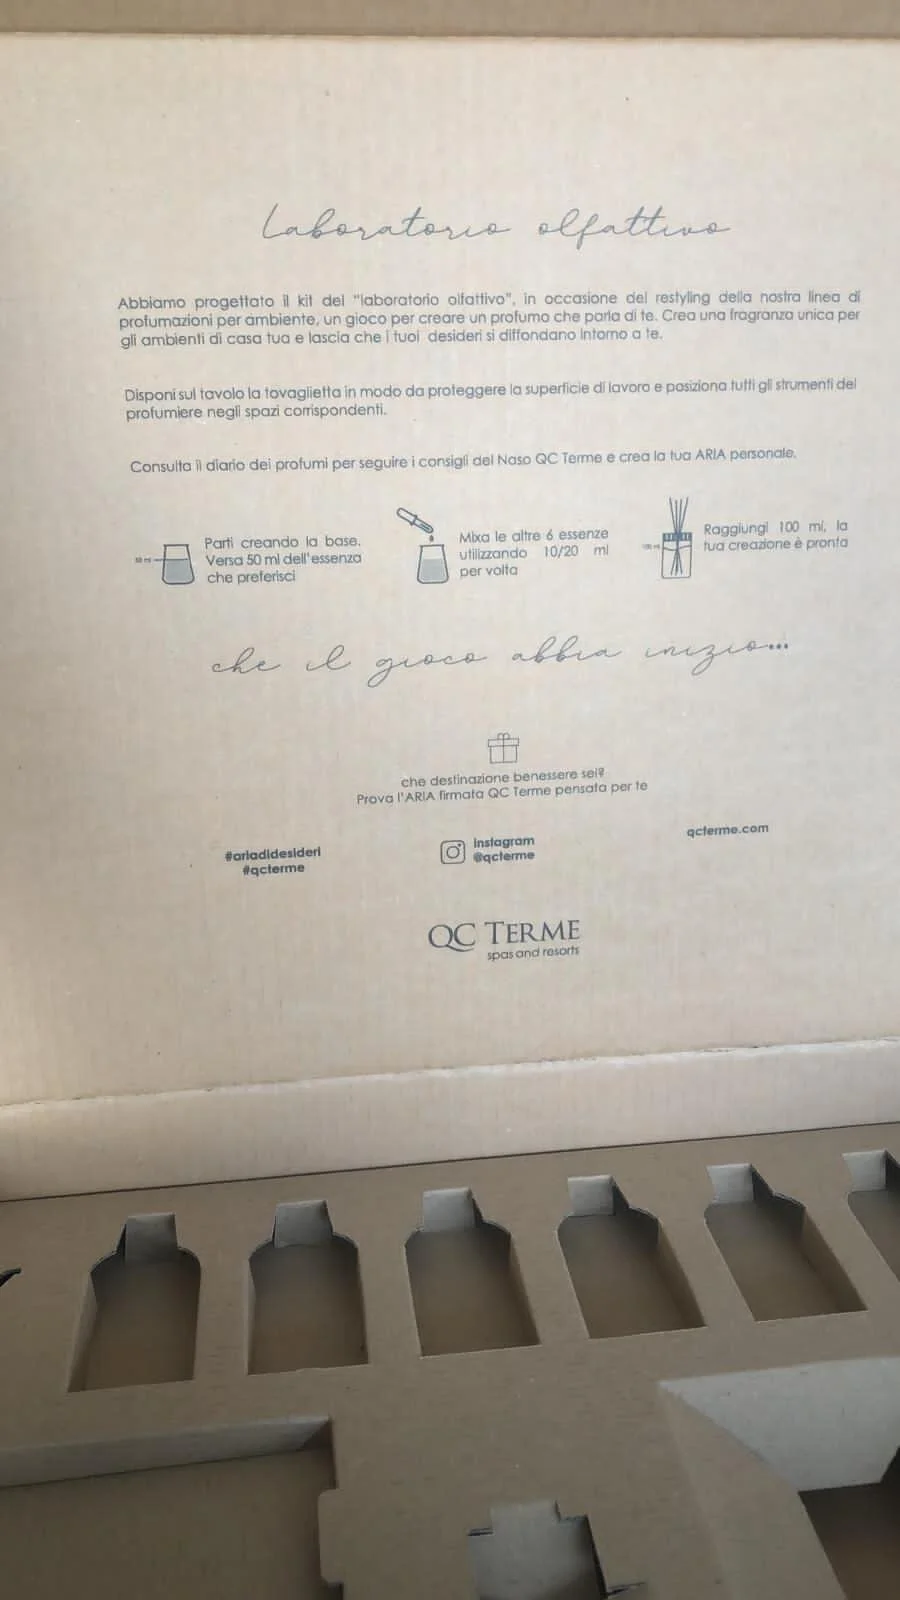 Laboratorio olfattivo
Abbiamo progettato il kit del "laboratorio olfattivo", in occasione del restyling della nostra linea di
profumazioni per ambiente, un gioco per creare un profumo che parla di te. Crea una fragranza unica per
gli ambienti di casa tua e lascia che i tuoi desideri si diffondano intorno a te.
Disponi sul tavolo la tovaglietta in modo da proteggere la superficie di lavoro e posiziona tutti gli strumenti del
profumiere negli spazi corrispondenti.
Consulta il diario dei profumi per seguire i consigli del Naso QC Terme e crea la tua ARIA personale.
50 ml
Parti creando la base.
Versa 50 ml dell'essenza
che preferisci
Mixa le altre 6 essenze
utilizzando 10/20 ml
per volta
100 ml
Raggiungi 100 ml, la
tua creazione è pronta
che il gioco abbia inizio...
che destinazione benessere sei?
Prova l'ARIA firmata QC Terme pensata per te
#ariadidesideri
#qcterme
instagram
@qcterme
qcterme.com
QC TERME
spas and resorts